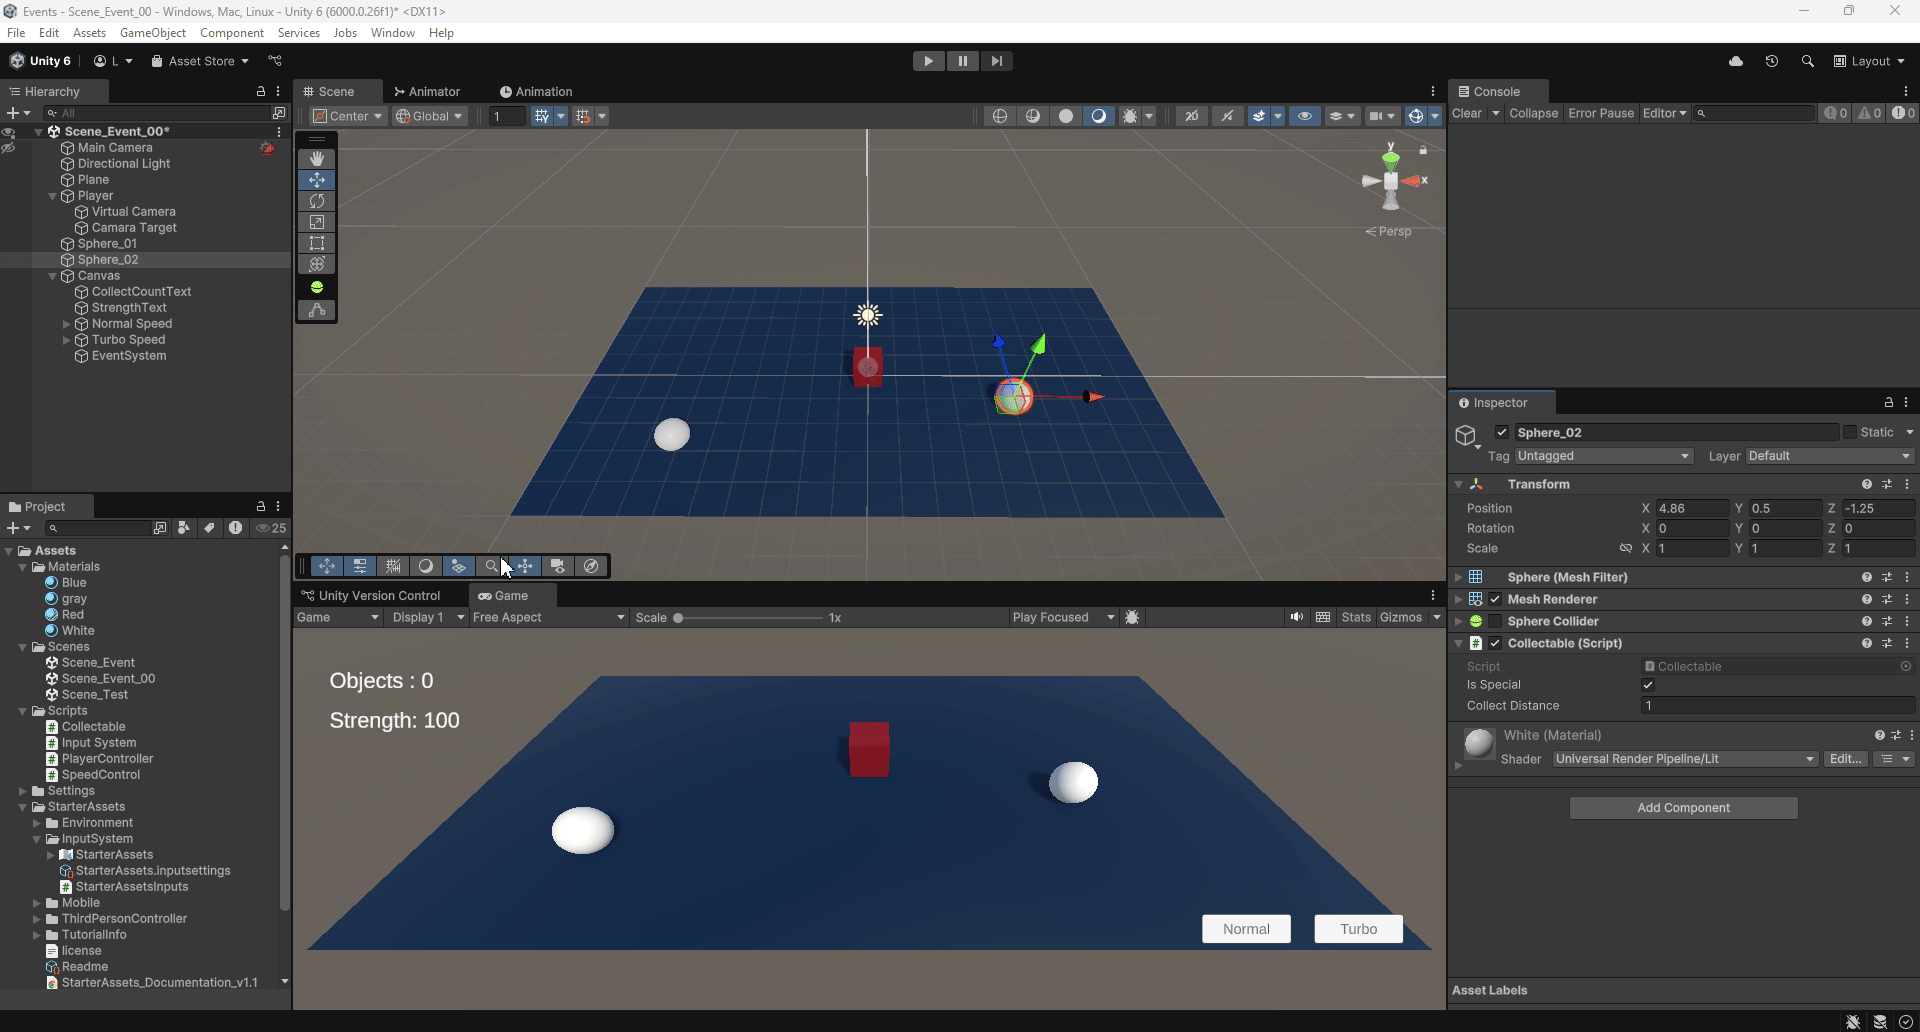 Events - Scene_Event_00 - Windows, Mac, Linux - Unity 6 (6000.0.26f1)* <DX11>
File Edit Assets GameObject Component Services Jobs Window Help
Unity 6 L Asset Store Layout
Hierarchy
All
Scene_Event_00*
Main Camera
Directional Light
Plane
Player
Virtual Camera
Camara Target
Sphere_01
Sphere_02
Canvas
CollectCountText
StrengthText
Normal Speed
Turbo Speed
EventSystem
Project
25
Assets
Materials
Blue
gray
Red
White
Scenes
Scene_Event
Scene_Event_00
Scene_Test
Scripts
Collectable
Input System
PlayerController
SpeedControl
Settings
StarterAssets
Environment
InputSystem
StarterAssets
StarterAssets.inputsettings
StarterAssetsInputs
Mobile
ThirdPersonController
TutorialInfo
license
Readme
StarterAssets_Documentation_v1.1
Scene Animator Animation
Center Global 1 2D
y
x
Persp
Unity Version Control Game
Game Display 1 Free Aspect Scale 1x Play Focused Stats Gizmos
Objects : 0
Strength: 100
Normal Turbo
Console
Clear Collapse Error Pause Editor 0 0 0
Inspector
Sphere_02 Static
Tag Untagged Layer Default
Transform
Position X 4.86 Y 0.5 Z -1.25
Rotation X 0 Y 0 Z 0
Scale X 1 Y 1 Z 1
Sphere (Mesh Filter)
Mesh Renderer
Sphere Collider
# Collectable (Script)
Script Collectable
Is Special
Collect Distance 1
White (Material)
Shader Universal Render Pipeline/Lit Edit...
Add Component
Asset Labels